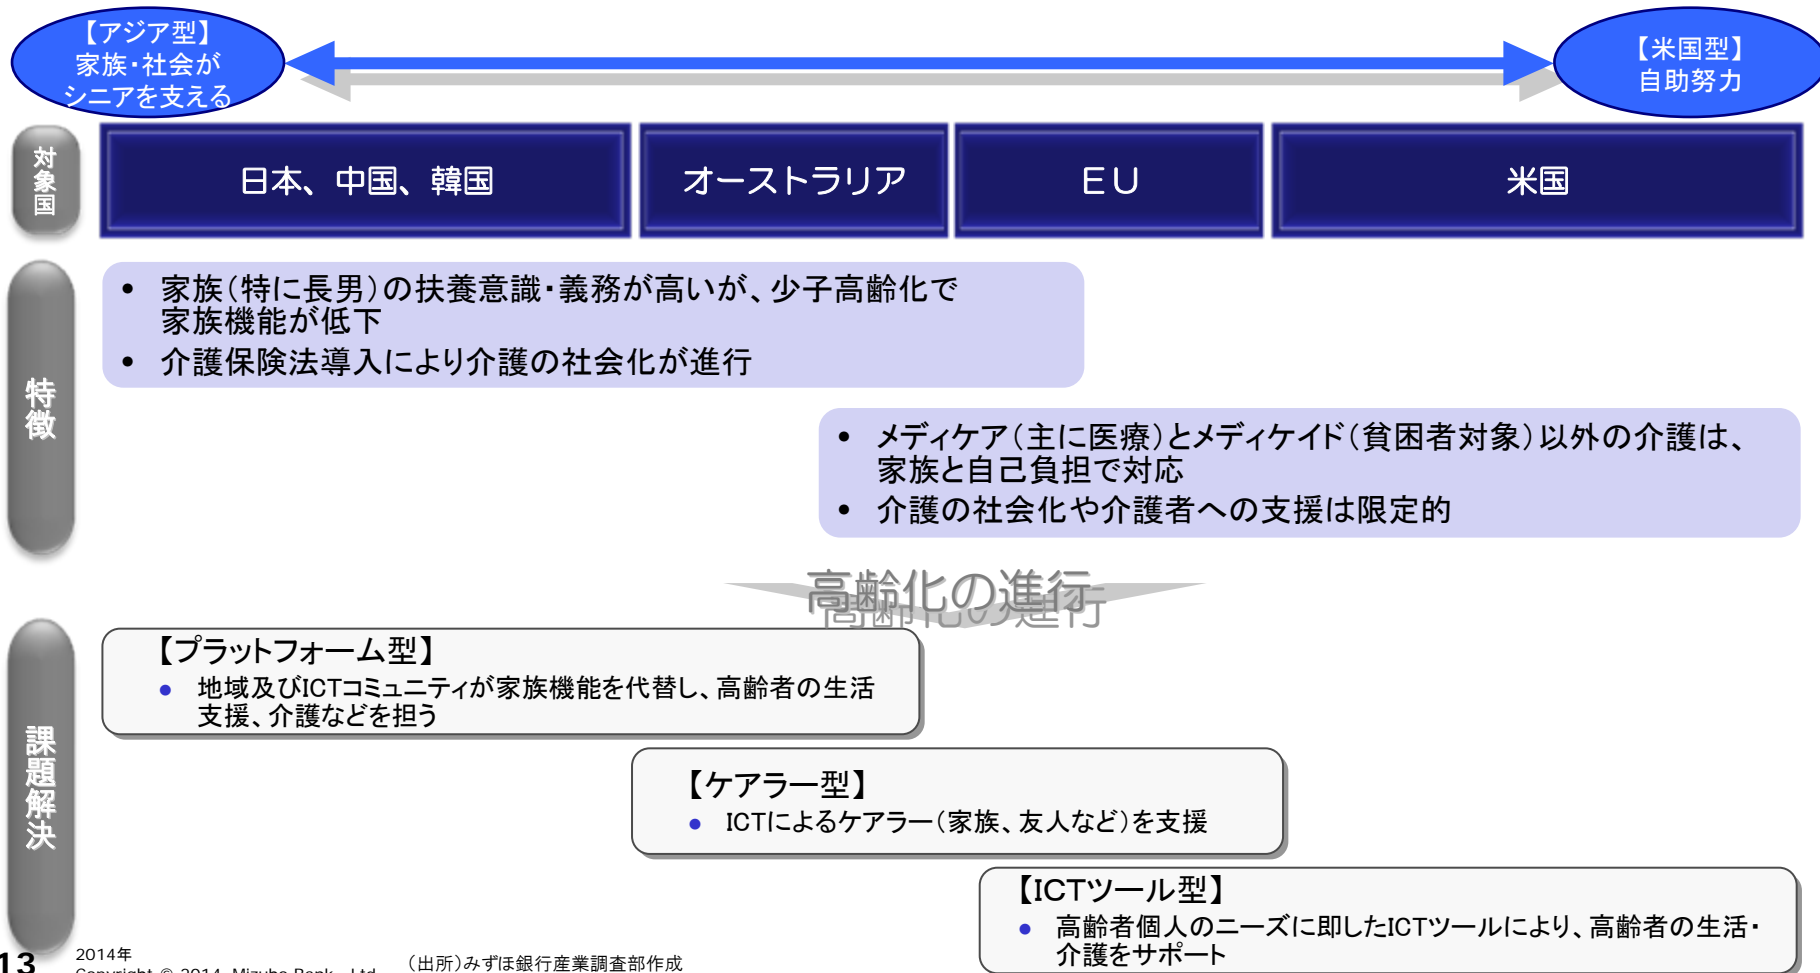 【アジア型】
家族・社会が
シニアを支える
【米国型】
自助努力
対象国
日本、中国、韓国
オーストラリア
ＥＵ
米国
特徴
• 家族（特に長男）の扶養意識・義務が高いが、少子高齢化で
家族機能が低下
• 介護保険法導入により介護の社会化が進行
• メディケア（主に医療）とメディケイド（貧困者対象）以外の介護は、
家族と自己負担で対応
• 介護の社会化や介護者への支援は限定的
高齢化の進行
課題解決
【プラットフォーム型】
● 地域及びICTコミュニティが家族機能を代替し、高齢者の生活
支援、介護などを担う
【ケアラー型】
● ICTによるケアラー（家族、友人など）を支援
【ICTツール型】
● 高齢者個人のニーズに即したICTツールにより、高齢者の生活・
介護をサポート
13
2014年
Copyright © 2014 Mizuho Bank, Ltd.
（出所）みずほ銀行産業調査部作成